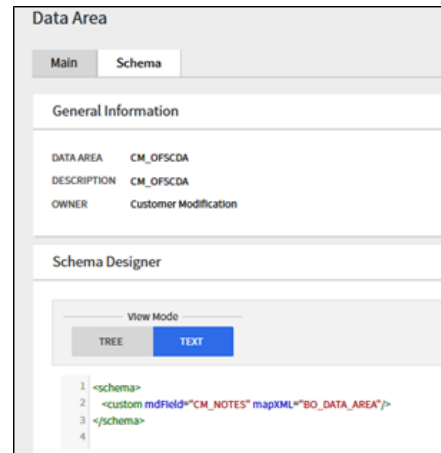 Data Area
Main Schema
General Information
DATA AREA CM_OFSCDA
DESCRIPTION CM_OFSCDA
OWNER Customer Modification
Schema Designer
View Mode
TREE TEXT
1 <schema>
2 <custom mdField="CM_NOTES" mapXML="BO_DATA_AREA"/>
3 </schema>
4